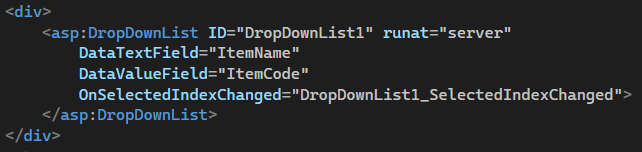 <div>
<asp:DropDownList ID="DropDownList1" runat="server"
DataTextField="ItemName"
DataValueField="ItemCode"
OnSelectedIndexChanged="DropDownList1_SelectedIndexChanged">
</asp:DropDownList>
</div>